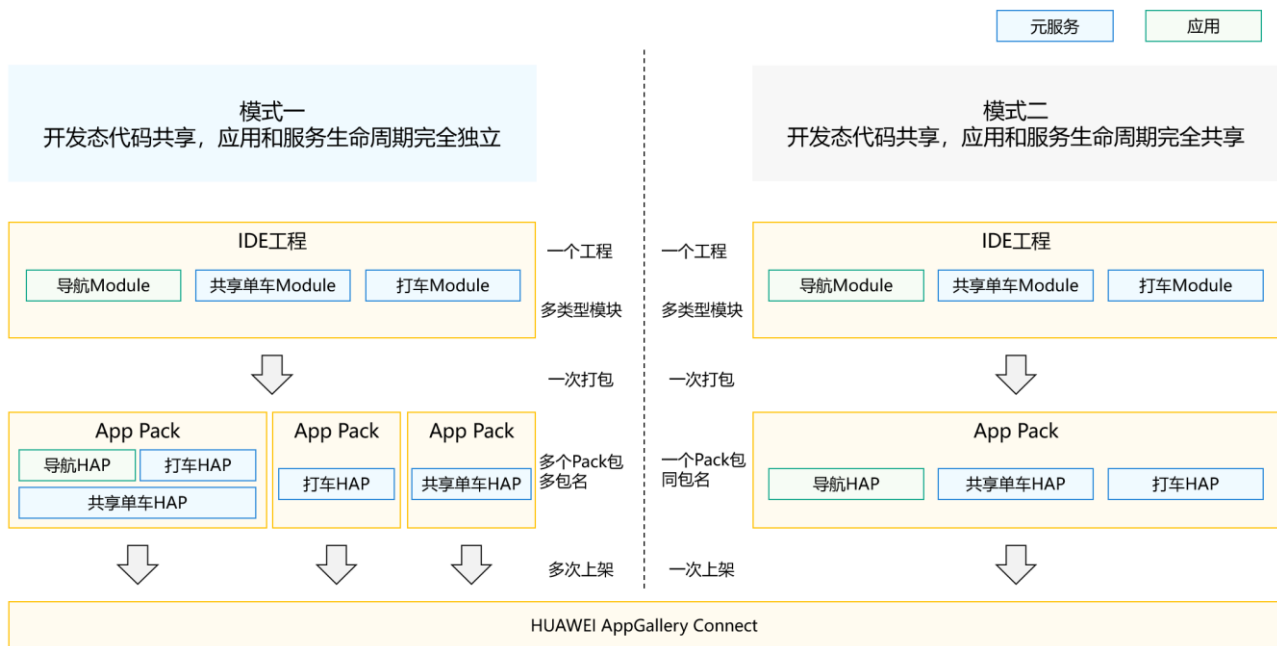 元服务
应用
模式一
开发态代码共享，应用和服务生命周期完全独立
模式二
开发态代码共享，应用和服务生命周期完全共享
IDE工程
导航Module
共享单车Module
打车Module
一个工程
多类型模块
一个工程
多类型模块
IDE工程
导航Module
共享单车Module
打车Module
一次打包
一次打包
App Pack
导航HAP
打车HAP
共享单车HAP
App Pack
打车HAP
App Pack
共享单车HAP
多个Pack包
多包名
一个Pack包
同包名
App Pack
导航HAP
共享单车HAP
打车HAP
多次上架
一次上架
HUAWEI AppGallery Connect